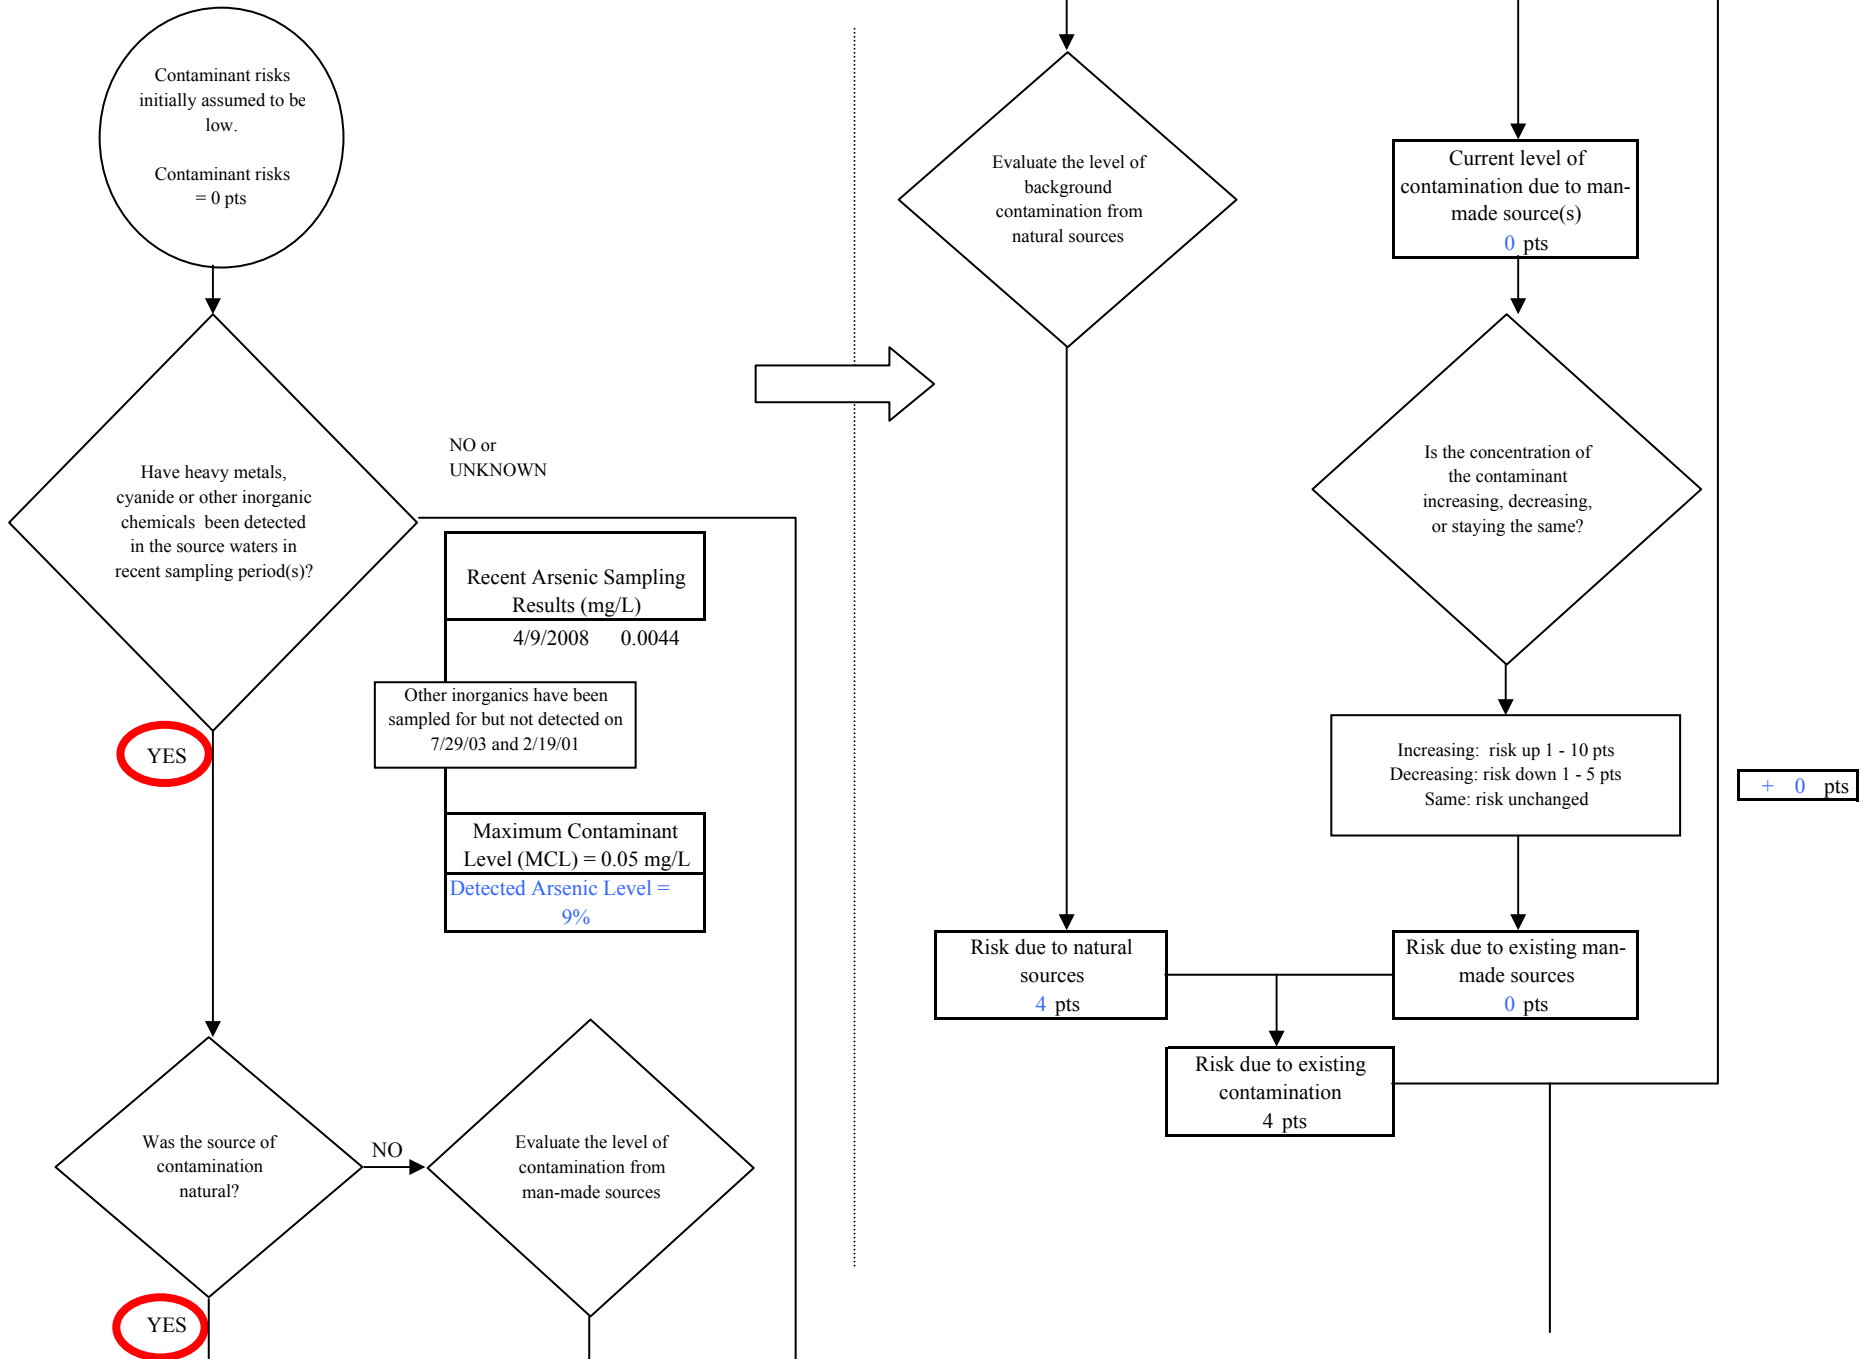 Contaminant risks
initially assumed to be
low.
Contaminant risks
= 0 pts
Have heavy metals,
cyanide or other inorganic
chemicals been detected
in the source waters in
recent sampling period(s)?
NO or
UNKNOWN
YES
Recent Arsenic Sampling
Results (mg/L)
4/9/2008 0.0044
Other inorganics have been
sampled for but not detected on
7/29/03 and 2/19/01
Maximum Contaminant
Level (MCL) = 0.05 mg/L
Detected Arsenic Level =
9%
Was the source of
contamination
natural?
NO
Evaluate the level of
contamination from
man-made sources
YES
Evaluate the level of
background
contamination from
natural sources
Current level of
contamination due to man-
made source(s)
0 pts
Is the concentration of
the contaminant
increasing, decreasing,
or staying the same?
Increasing: risk up 1 - 10 pts
Decreasing: risk down 1 - 5 pts
Same: risk unchanged
+ 0 pts
Risk due to natural
sources
4 pts
Risk due to existing man-
made sources
0 pts
Risk due to existing
contamination
4 pts